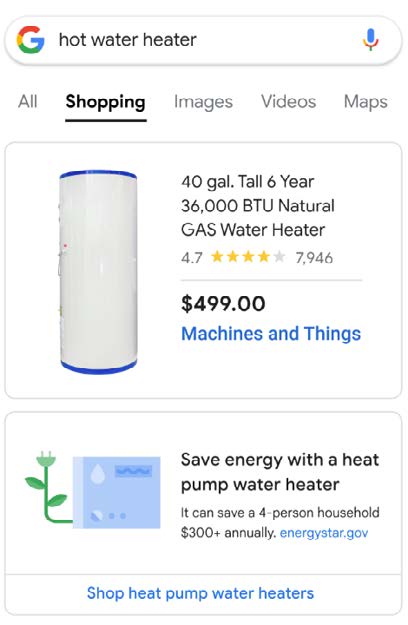 hot water heater
All Shopping Images Videos Maps
40 gal. Tall 6 Year
36,000 BTU Natural
GAS Water Heater
4.7 7,946
$499.00
Machines and Things
Save energy with a heat
pump water heater
It can save a 4-person household
$300+ annually. energystar.gov
Shop heat pump water heaters